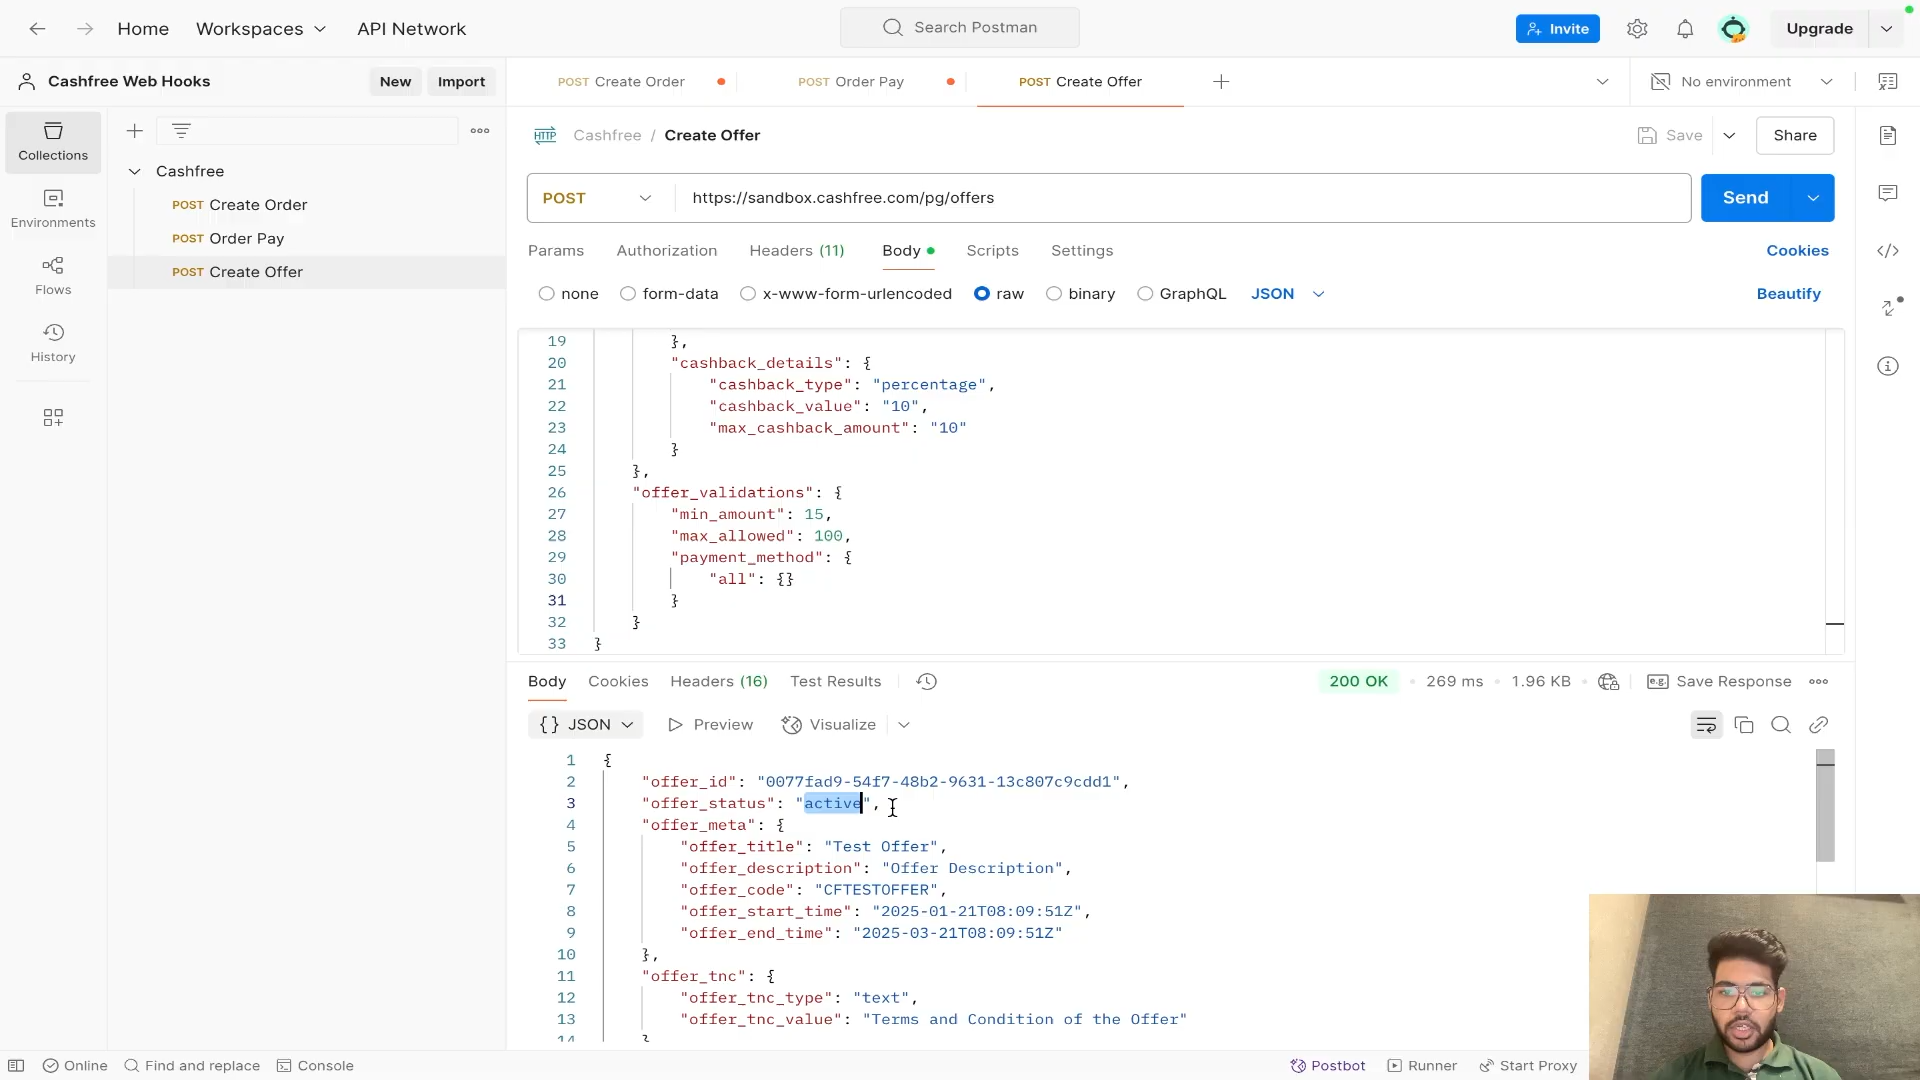 Home Workspaces API Network Search Postman Invite Upgrade
Cashfree Web Hooks New Import POST Create Order POST Order Pay POST Create Offer No environment
Collections
Environments
Flows
History
Cashfree
POST Create Order
POST Order Pay
POST Create Offer
HTTP Cashfree / Create Offer Save Share
POST https://sandbox.cashfree.com/pg/offers Send
Params Authorization Headers (11) Body Scripts Settings Cookies
none form-data x-www-form-urlencoded raw binary GraphQL JSON Beautify
19 },
20 "cashback_details": {
21 "cashback_type": "percentage",
22 "cashback_value": "10",
23 "max_cashback_amount": "10"
24 }
25 },
26 "offer_validations": {
27 "min_amount": 15,
28 "max_allowed": 100,
29 "payment_method": {
30 "all": {}
31 }
32 }
33 }
Body Cookies Headers (16) Test Results 200 OK 269 ms 1.96 KB e.g. Save Response
{} JSON Preview Visualize
1 {
2 "offer_id": "0077fad9-54f7-48b2-9631-13c807c9cdd1",
3 "offer_status": "active",
4 "offer_meta": {
5 "offer_title": "Test Offer",
6 "offer_description": "Offer Description",
7 "offer_code": "CFTESTOFFER",
8 "offer_start_time": "2025-01-21T08:09:51Z",
9 "offer_end_time": "2025-03-21T08:09:51Z"
10 },
11 "offer_tnc": {
12 "offer_tnc_type": "text",
13 "offer_tnc_value": "Terms and Condition of the Offer"
14 }
Online Find and replace Console Postbot Runner Start Proxy